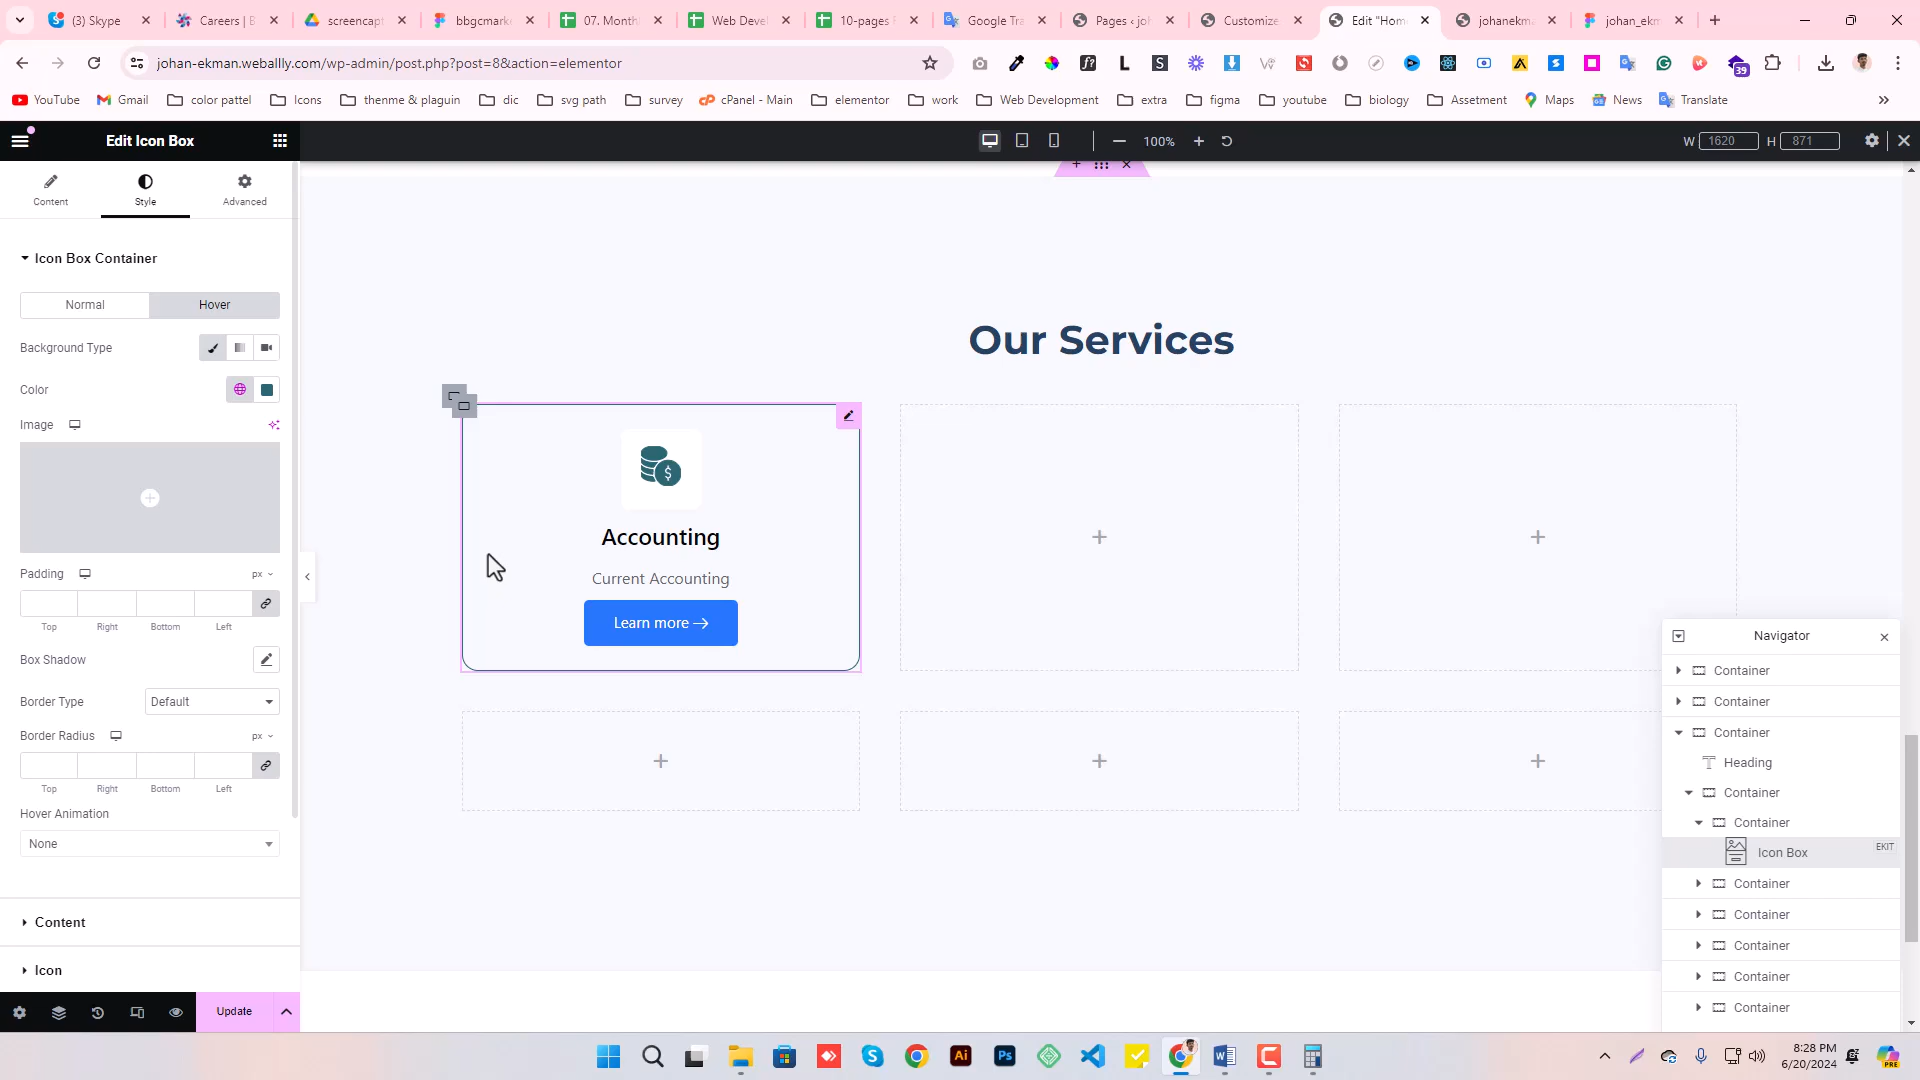 (3) Skype
Careers | B
screencapt
bbgcmark
07. Month
Web Devel
10-pages F
Google Tra
Pages ‹ joh
Customize
Edit "Hom
johanekm
johan_ekm
johan-ekman.weballly.com/wp-admin/post.php?post=8&action=elementor
39
YouTube
Gmail
color pattel
Icons
thenme & plaguin
dic
svg path
survey
cPanel - Main
elementor
work
Web Development
extra
figma
youtube
biology
Assetment
Maps
News
Translate
Edit Icon Box
100%
W 1620 H 871
Content
Style
Advanced
Icon Box Container
Normal
Hover
Background Type
Color
Image
Padding
px
Top Right Bottom Left
Box Shadow
Border Type
Default
Border Radius
px
Top Right Bottom Left
Hover Animation
None
Content
Icon
Update
Our Services
Accounting
Current Accounting
Learn more
Navigator
Container
Container
Container
Heading
Container
Container
Icon Box
EKIT
Container
Container
Container
Container
Container
8:28 PM
6/20/2024